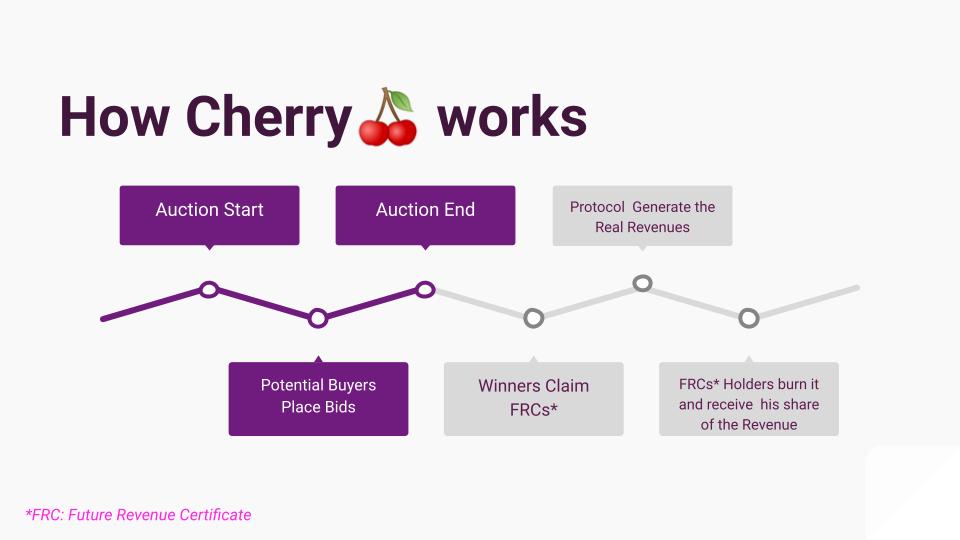 How Cherry🍒 works
Auction Start
Potential Buyers
Place Bids
Auction End
Winners Claim
FRCs*
Protocol  Generate the
Real Revenues
FRCs* Holders burn it
and receive  his share
of the Revenue
*FRC: Future Revenue Certificate